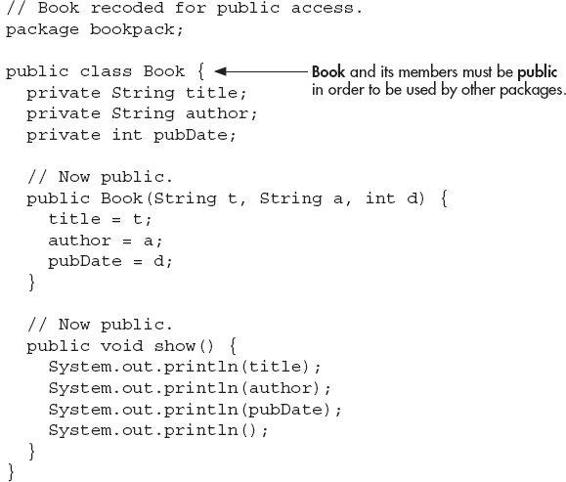 // Book recoded for public access.
package bookpack;

public class Book {
Book and its members must be public
in order to be used by other packages.
  private String title;
  private String author;
  private int pubDate;

  // Now public.
  public Book(String t, String a, int d) {
    title = t;
    author = a;
    pubDate = d;
  }

  // Now public.
  public void show() {
    System.out.println(title);
    System.out.println(author);
    System.out.println(pubDate);
    System.out.println();
  }
}